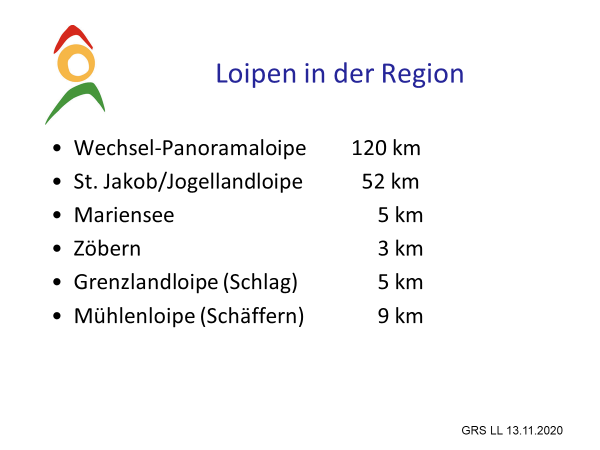 Loipen in der Region
• Wechsel-Panoramaloipe 120 km
• St. Jakob/Jogellandloipe 52 km
• Mariensee 5 km
• Zöbern 3 km
• Grenzlandloipe (Schlag) 5 km
• Mühlenloipe (Schäffern) 9 km
GRS LL 13.11.2020